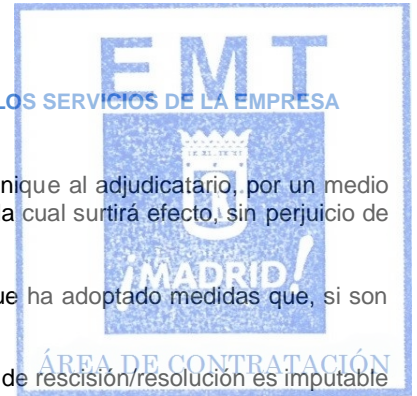 EMT
LOS SERVICIOS DE LA EMPRESA
nique al adjudicatario, por un medio
a cual surtirá efecto, sin perjuicio de
¡MADRID!
ue ha adoptado medidas que, si son
ÁREA DE CONTRATACIÓN
de rescisión/resolución es imputable